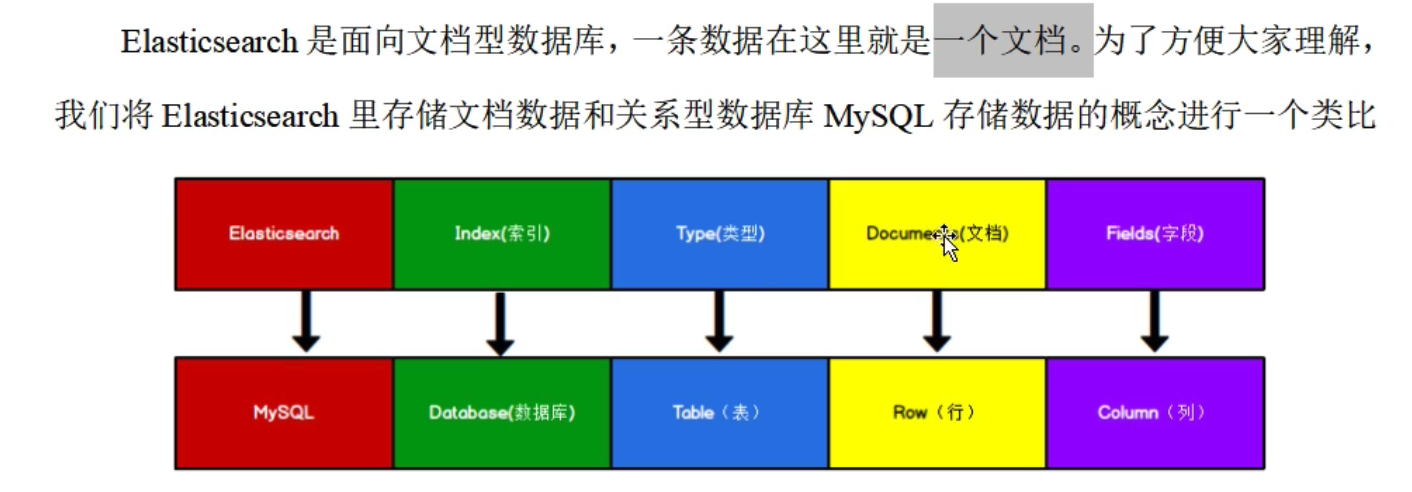 Elasticsearch 是面向文档型数据库，一条数据在这里就是一个文档。为了方便大家理解，
我们将 Elasticsearch 里存储文档数据和关系型数据库 MySQL 存储数据的概念进行一个类比
Elasticsearch Index(索引) Type(类型) (文档) Fields(字段)
MySQL Database(数据库) Table（表） Row（行） Column（列）